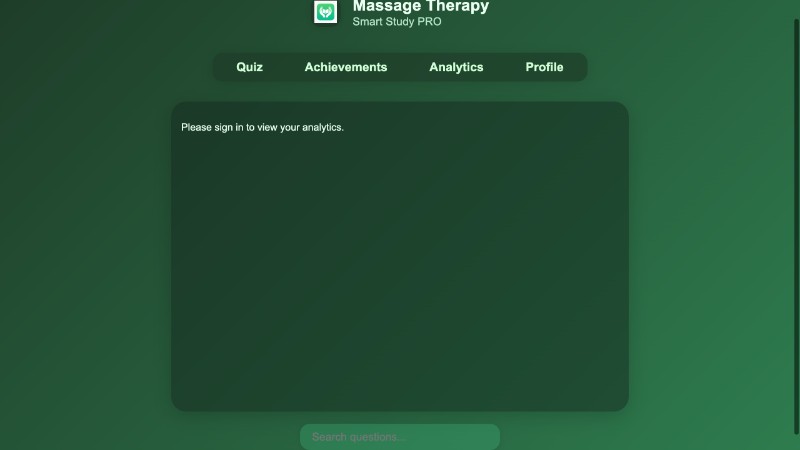 Massage Therapy
Smart Study PRO
Quiz Achievements Analytics Profile
Please sign in to view your analytics.
Search questions...